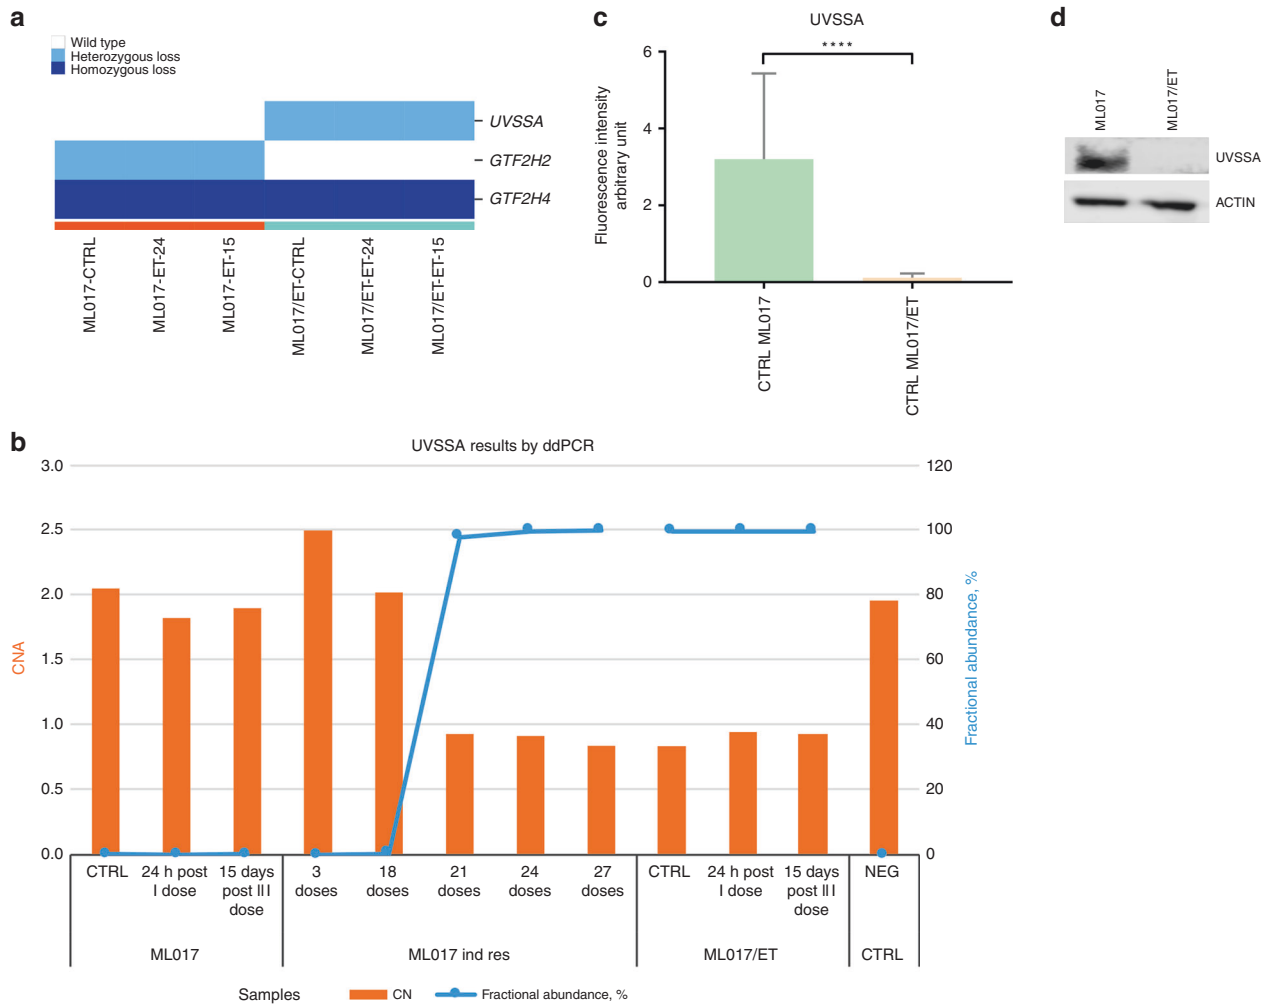 a
Wild type
Heterozygous loss
Homozygous loss
UVSSA
GTF2H2
GTF2H4
ML017-CTRL
ML017-ET-24
ML017-ET-15
ML017/ET-CTRL
ML017/ET-ET-24
ML017/ET-ET-15
c
UVSSA
****
Fluorescence intensity
arbitrary unit
6
4
2
0
CTRL ML017
CTRL ML017/ET
d
ML017
ML017/ET
UVSSA
ACTIN
b
UVSSA results by ddPCR
CNA
3.0
2.5
2.0
1.5
1.0
0.5
0.0
120
100
80
60
40
20
0
Fractional abundance, %
CTRL
24 h post
I dose
15 days
post II I
dose
3
doses
18
doses
21
doses
24
doses
27
doses
CTRL
24 h post
I dose
15 days
post II I
dose
NEG
ML017
ML017 ind res
ML017/ET
CTRL
Samples
CN
Fractional abundance, %